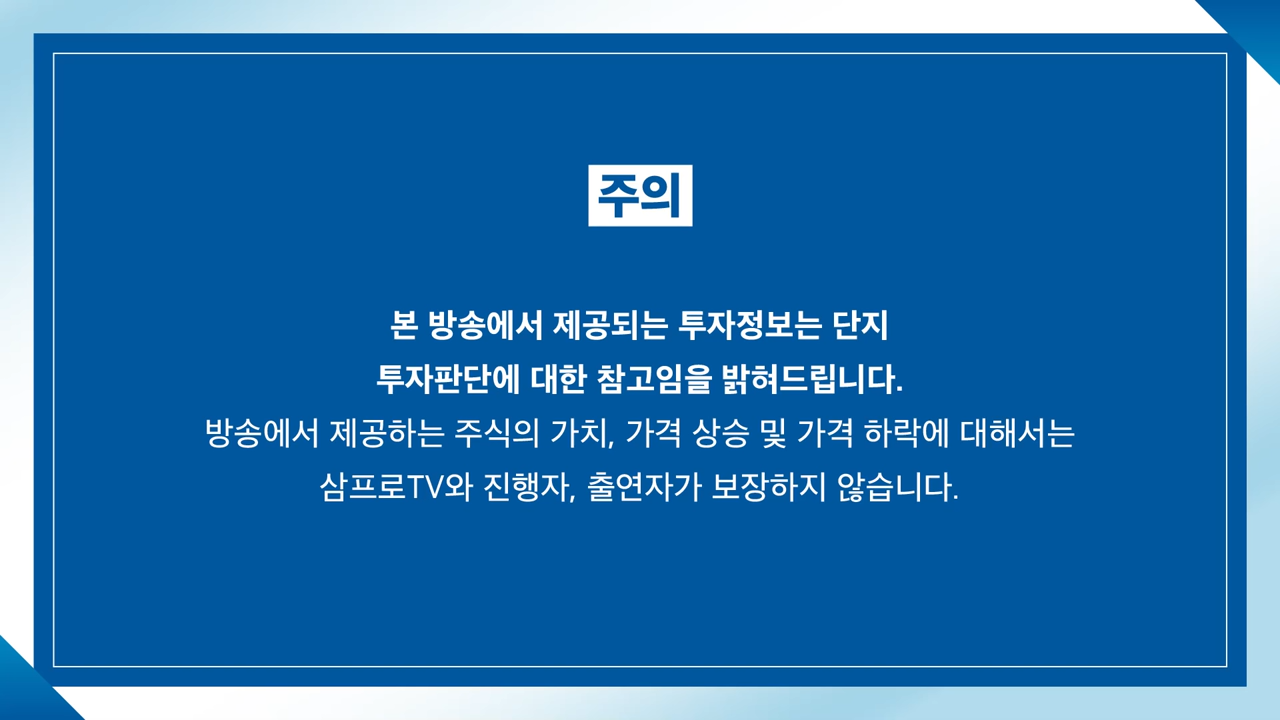 주의
본 방송에서 제공되는 투자정보는 단지
투자판단에 대한 참고임을 밝혀드립니다.
방송에서 제공하는 주식의 가치, 가격 상승 및 가격 하락에 대해서는
삼프로TV와 진행자, 출연자가 보장하지 않습니다.